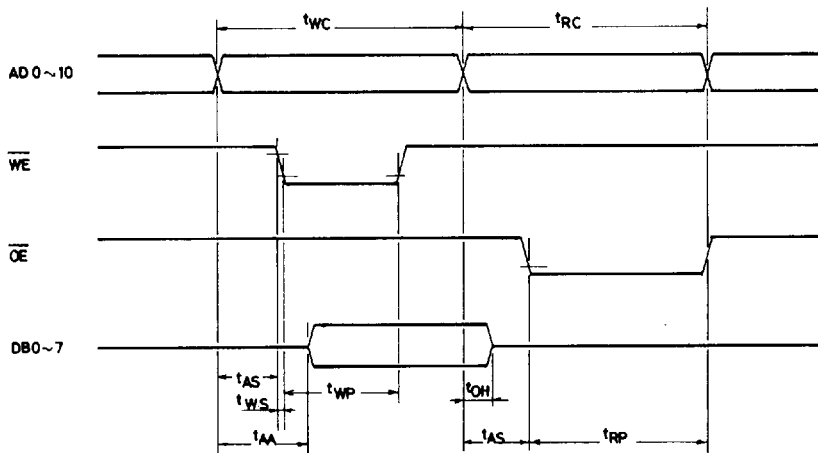 tWC tRC
AD 0~10
WE
OE
DB0~7
tAS tWP tOH
tWS
tAA tAS tRP